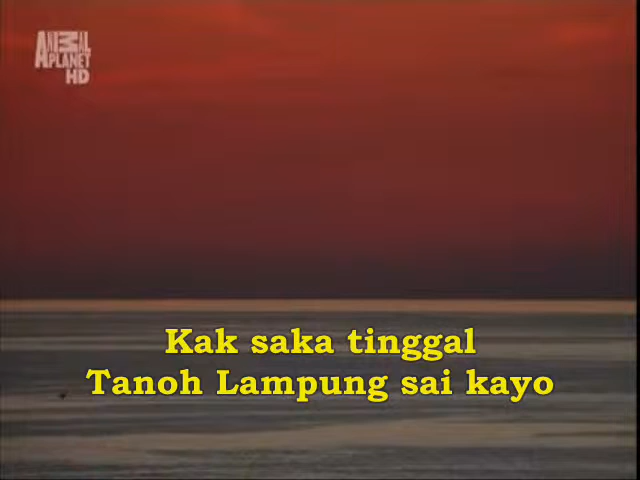 ANIMAL
PLANET
HD
Kak saka tinggal
Tanoh Lampung sai kayo